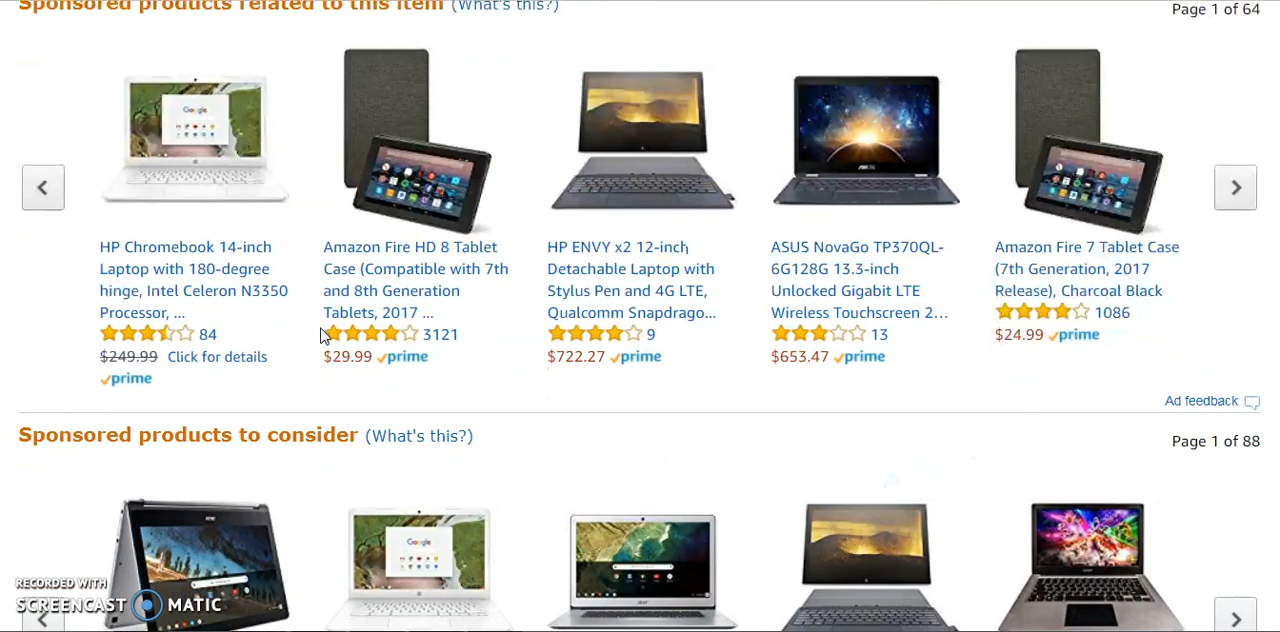 Sponsored products related to this item (What's this?)
Page 1 of 64
HP Chromebook 14-inch
Laptop with 180-degree
hinge, Intel Celeron N3350
Processor, ...
84
$249.99 Click for details
prime
Amazon Fire HD 8 Tablet
Case (Compatible with 7th
and 8th Generation
Tablets, 2017 ...
3121
$29.99 prime
HP ENVY x2 12-inch
Detachable Laptop with
Stylus Pen and 4G LTE,
Qualcomm Snapdrago...
9
$722.27 prime
ASUS NovaGo TP370QL-
6G128G 13.3-inch
Unlocked Gigabit LTE
Wireless Touchscreen 2...
13
$653.47 prime
Amazon Fire 7 Tablet Case
(7th Generation, 2017
Release), Charcoal Black
1086
$24.99 prime
Ad feedback
Sponsored products to consider (What's this?)
Page 1 of 88
RECORDED WITH
SCREENCAST MATIC